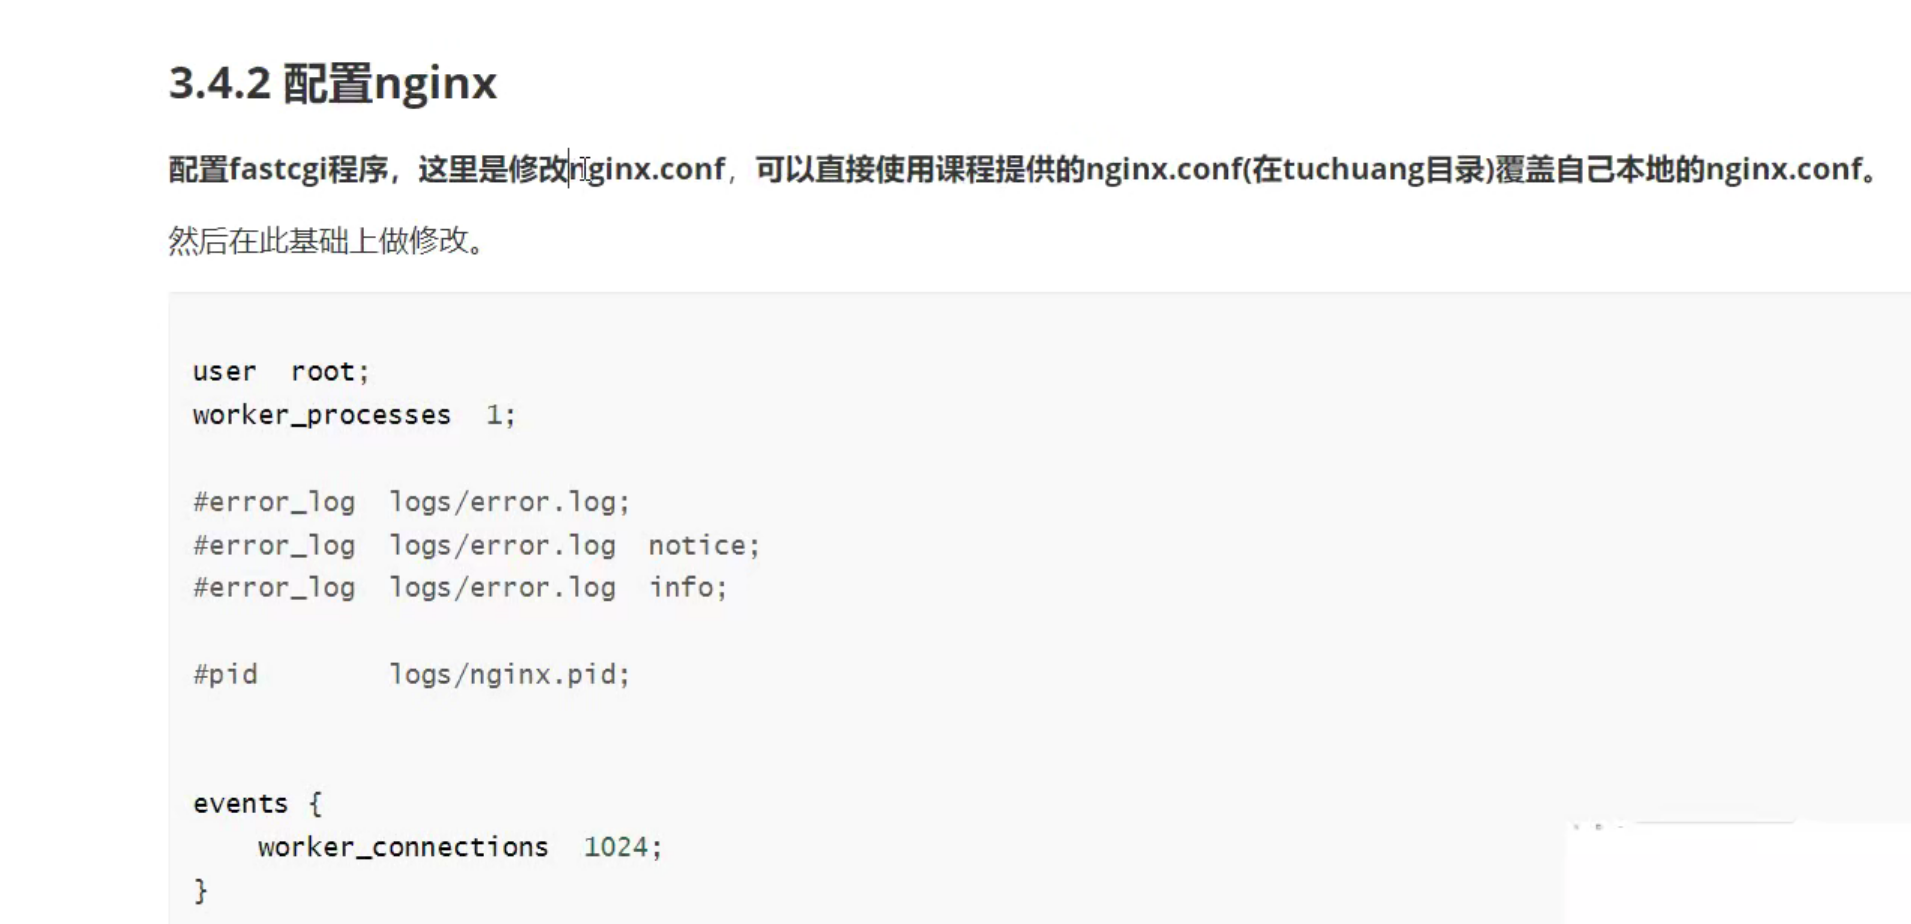 3.4.2 配置nginx
配置fastcgi程序，这里是修改nginx.conf，可以直接使用课程提供的nginx.conf(在tuchuang目录)覆盖自己本地的nginx.conf。
然后在此基础上做修改。
user  root;
worker_processes  1;
#error_log  logs/error.log;
#error_log  logs/error.log  notice;
#error_log  logs/error.log  info;
#pid        logs/nginx.pid;
events {
    worker_connections  1024;
}